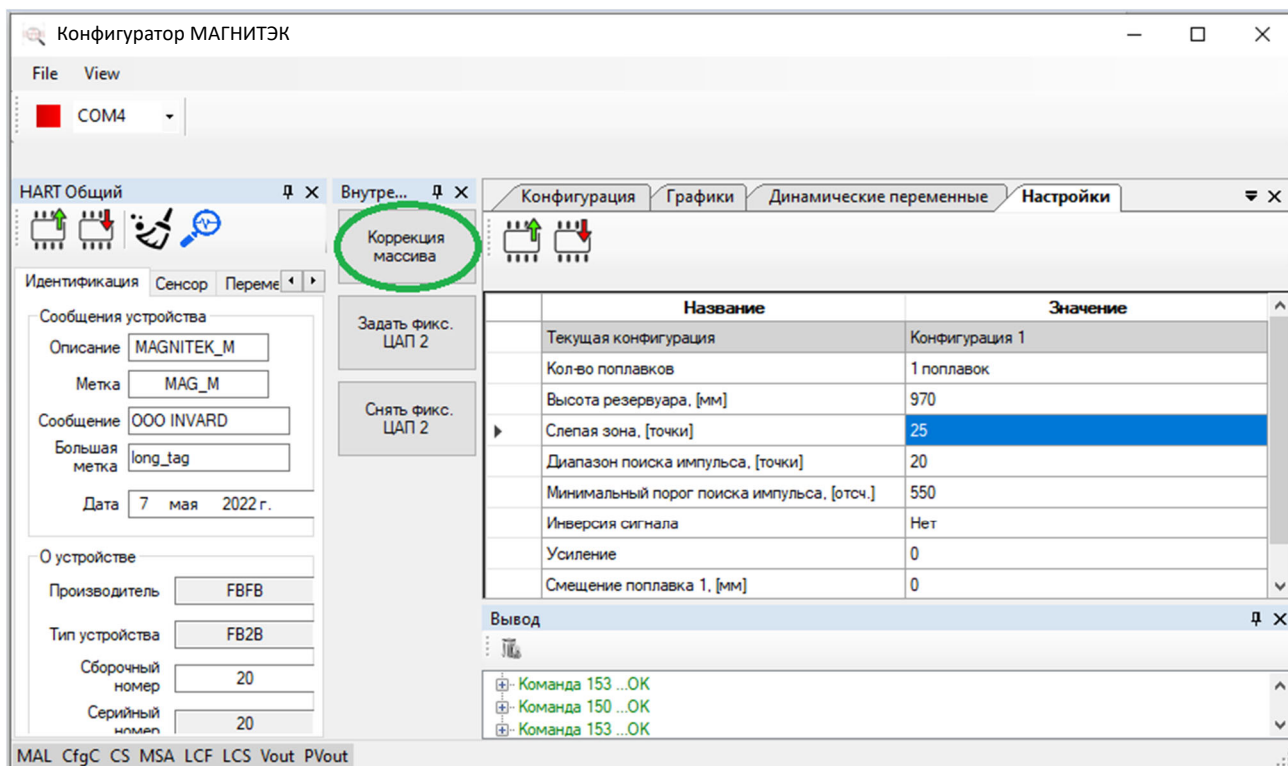 Конфигуратор МАГНИТЭК
File View
COM4
HART Общий
Идентификация Сенсор Переме
Сообщения устройства
Описание MAGNITEK_M
Метка MAG_M
Сообщение OOO INVARD
Большая
метка long_tag
Дата 7 мая 2022 г.
О устройстве
Производитель FBFB
Тип устройства FB2B
Сборочный
номер 20
Серийный
номер 20
Внутре...
Коррекция
массива
Задать фикс.
ЦАП 2
Снять фикс.
ЦАП 2
Конфигурация Графики Динамические переменные Настройки
Название Значение
Текущая конфигурация Конфигурация 1
Кол-во поплавков 1 поплавок
Высота резервуара, [мм] 970
Слепая зона, [точки] 25
Диапазон поиска импульса, [точки] 20
Минимальный порог поиска импульса, [отсч.] 550
Инверсия сигнала Нет
Усиление 0
Смещение поплавка 1, [мм] 0
Вывод
Команда 153 ...OK
Команда 150 ...OK
Команда 153 ...OK
MAL CfgC CS MSA LCF LCS Vout PVout